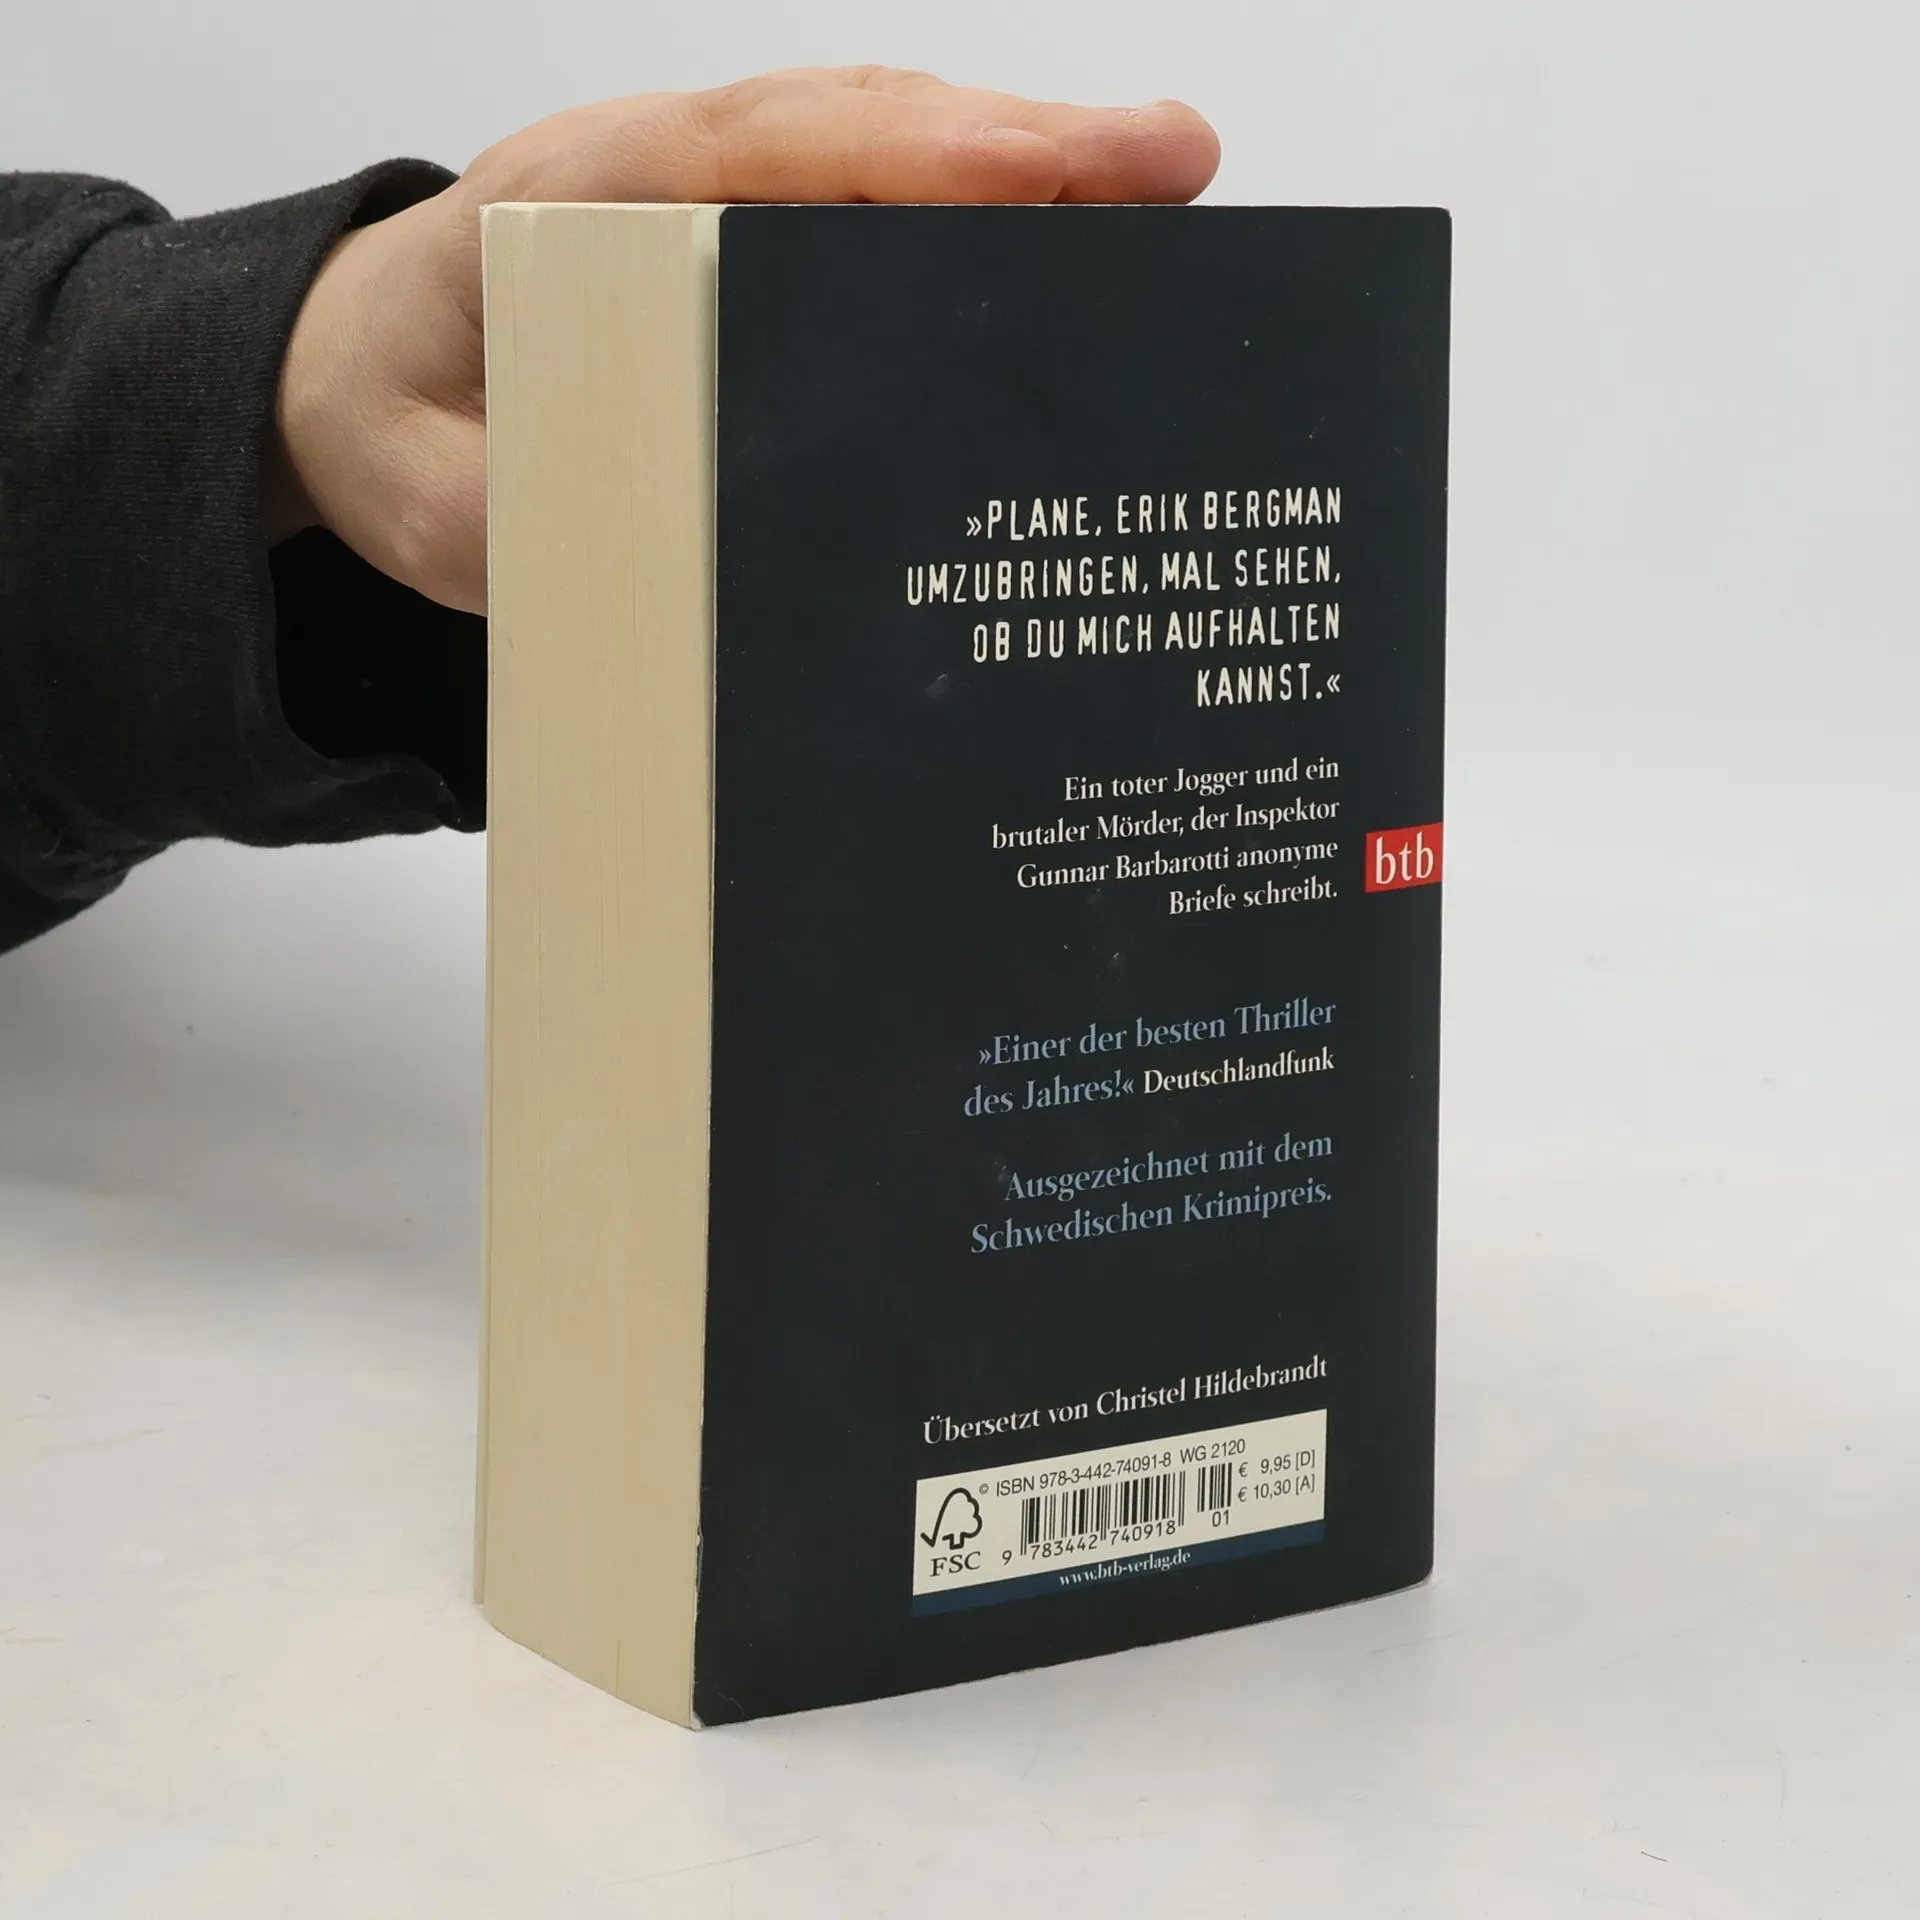 »PLANE, ERIK BERGMAN
UMZUBRINGEN, MAL SEHEN,
OB DU MICH AUFHALTEN
KANNST.«
Ein toter Jogger und ein
brutaler Mörder, der Inspektor
Gunnar Barbarotti anonyme
Briefe schreibt.
btb
»Einer der besten Thriller
des Jahres!« Deutschlandfunk
Ausgezeichnet mit dem
Schwedischen Krimipreis.
Übersetzt von Christel Hildebrandt
© ISBN 978-3-442-74091-8 WG 2120
€ 9,95 [D]
€ 10,30 [A]
01
9 783442 740918
FSC
www.btb-verlag.de